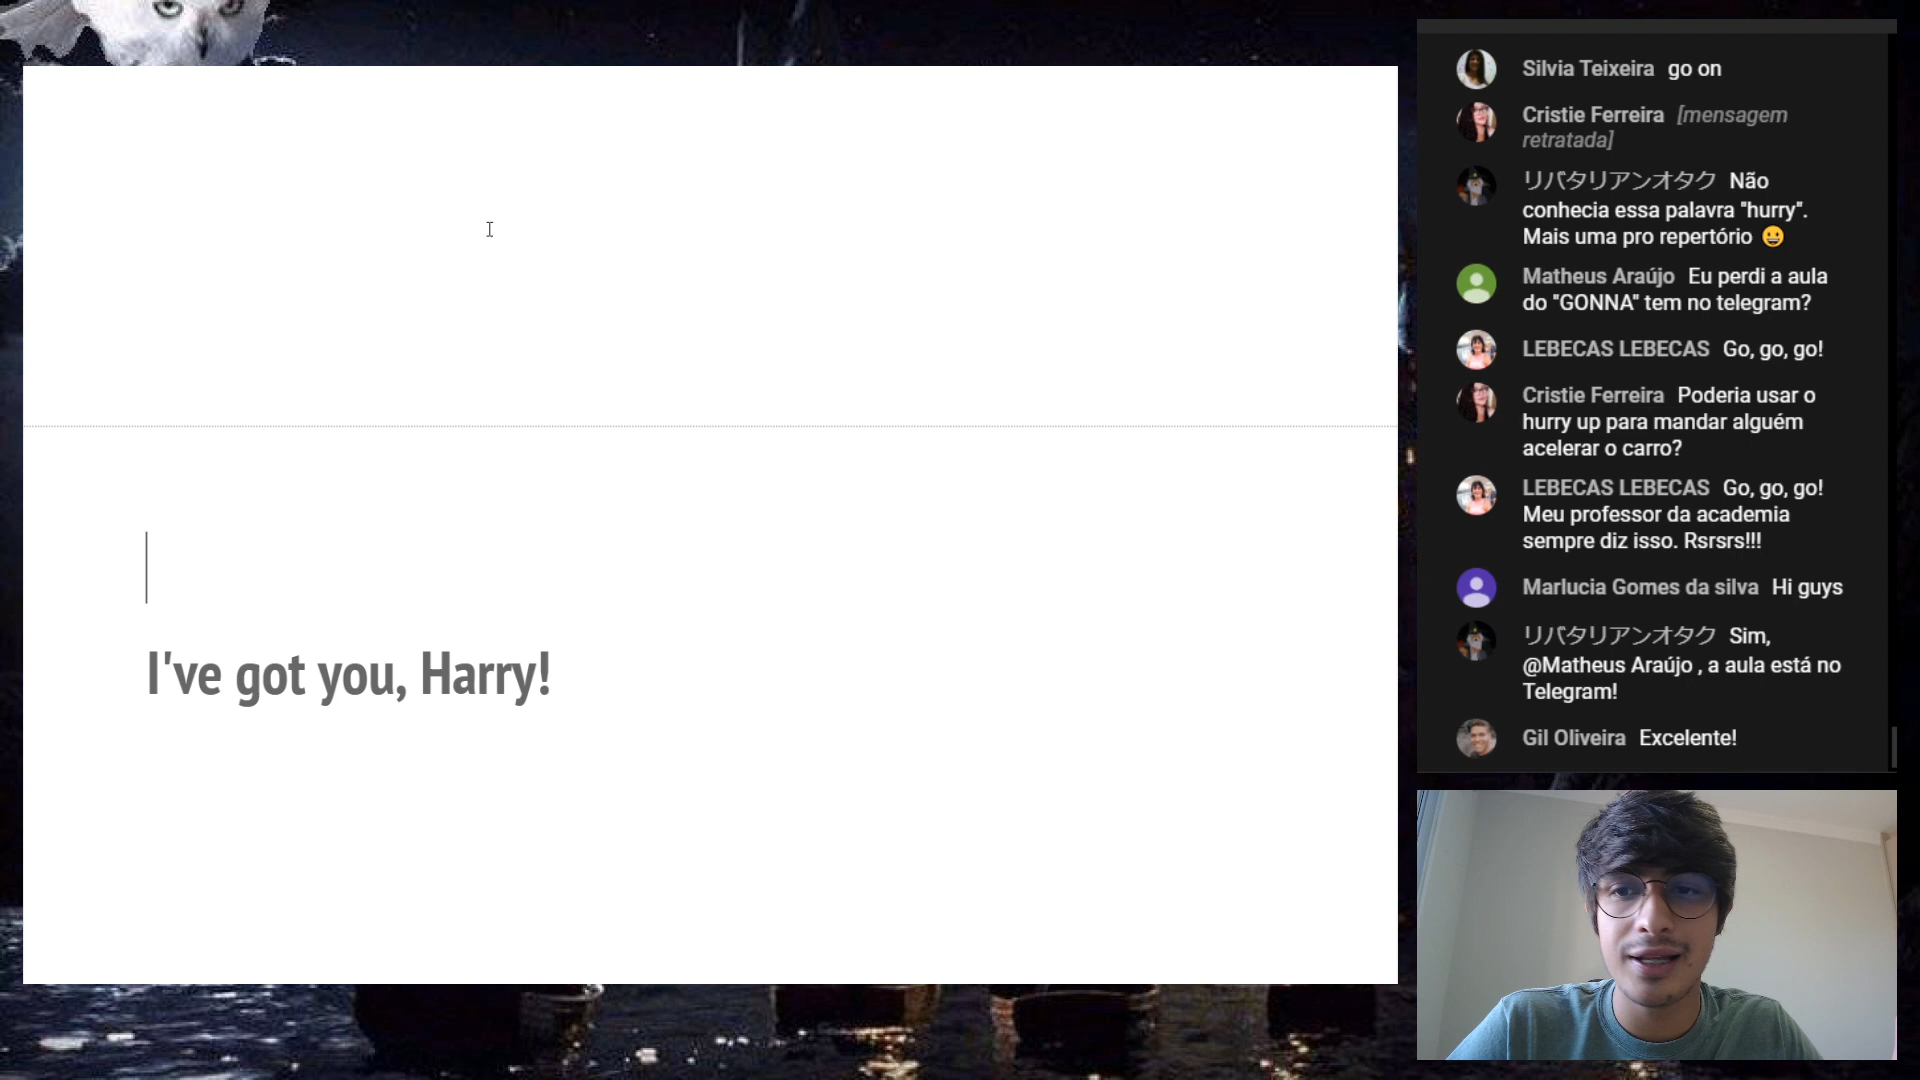 I've got you, Harry!
Silvia Teixeira go on
Cristie Ferreira [mensagem
retratada]
リバタリアンオタク Não
conhecia essa palavra "hurry".
Mais uma pro repertório 😀
Matheus Araújo Eu perdi a aula
do "GONNA" tem no telegram?
LEBECAS LEBECAS Go, go, go!
Cristie Ferreira Poderia usar o
hurry up para mandar alguém
acelerar o carro?
LEBECAS LEBECAS Go, go, go!
Meu professor da academia
sempre diz isso. Rsrsrs!!!
Marlucia Gomes da silva Hi guys
リバタリアンオタク Sim,
@Matheus Araújo , a aula está no
Telegram!
Gil Oliveira Excelente!